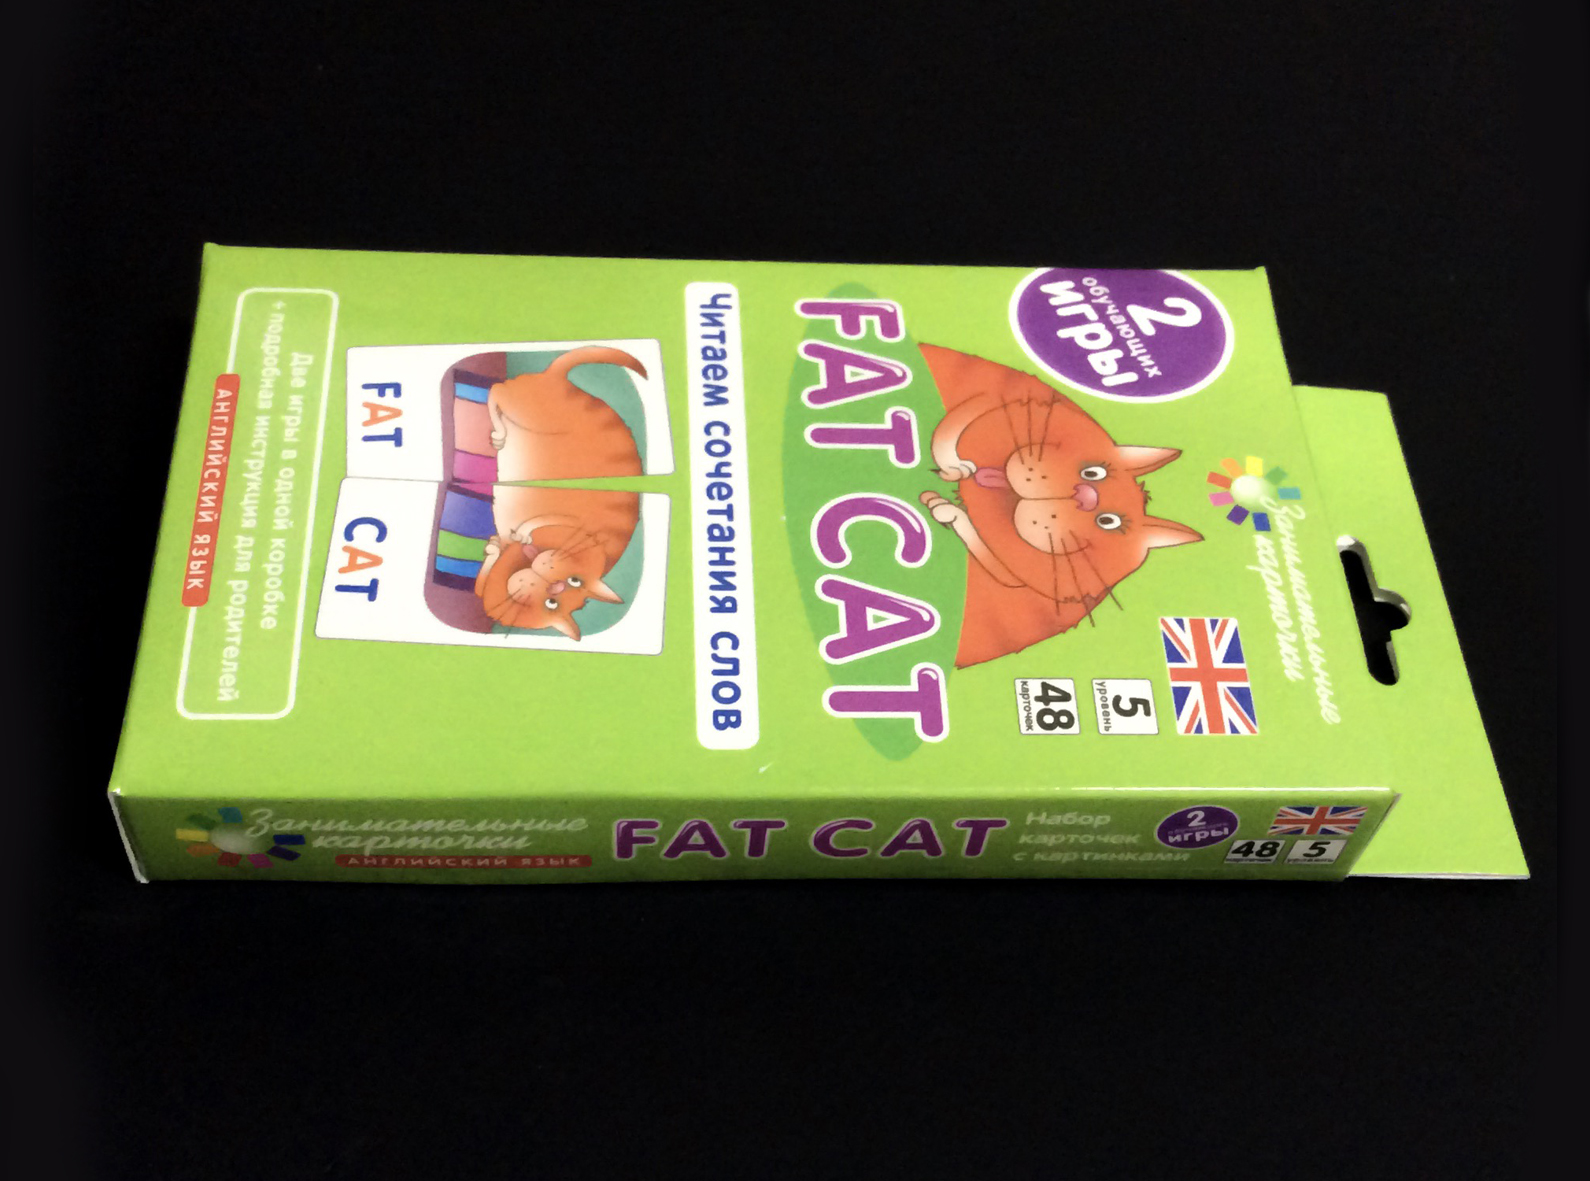 Занимательные
карточки
2
обучающих
игры
5
уровень
48
карточек
FAT CAT
Читаем сочетания слов
FAT
CAT
Две игры в одной коробке
+ подробная инструкция для родителей
АНГЛИЙСКИЙ ЯЗЫК
Занимательные
карточки
АНГЛИЙСКИЙ ЯЗЫК
FAT CAT
Набор
карточек
с картинками
2
игры
48
5